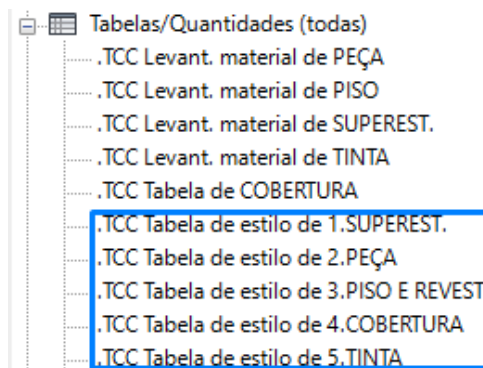 Tabelas/Quantidades (todas)
.TCC Levant. material de PEÇA
.TCC Levant. material de PISO
.TCC Levant. material de SUPEREST.
.TCC Levant. material de TINTA
.TCC Tabela de COBERTURA
.TCC Tabela de estilo de 1.SUPEREST.
.TCC Tabela de estilo de 2.PEÇA
.TCC Tabela de estilo de 3.PISO E REVEST
.TCC Tabela de estilo de 4.COBERTURA
.TCC Tabela de estilo de 5.TINTA